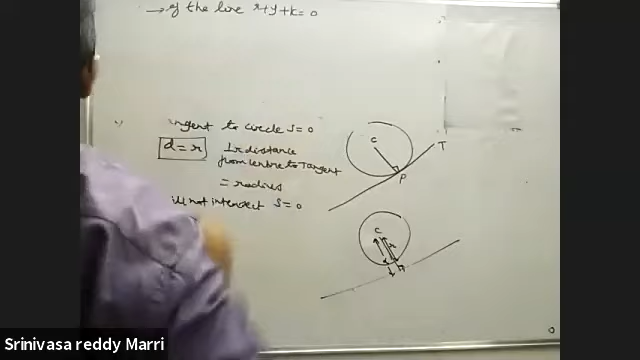 → of the line x+y+k=0
tangent to circle S=0
d=r
⊥r distance
from centre to Tangent
= radius
ill not intersect S=0
C
P
T
C
r
Srinivasa reddy Marri